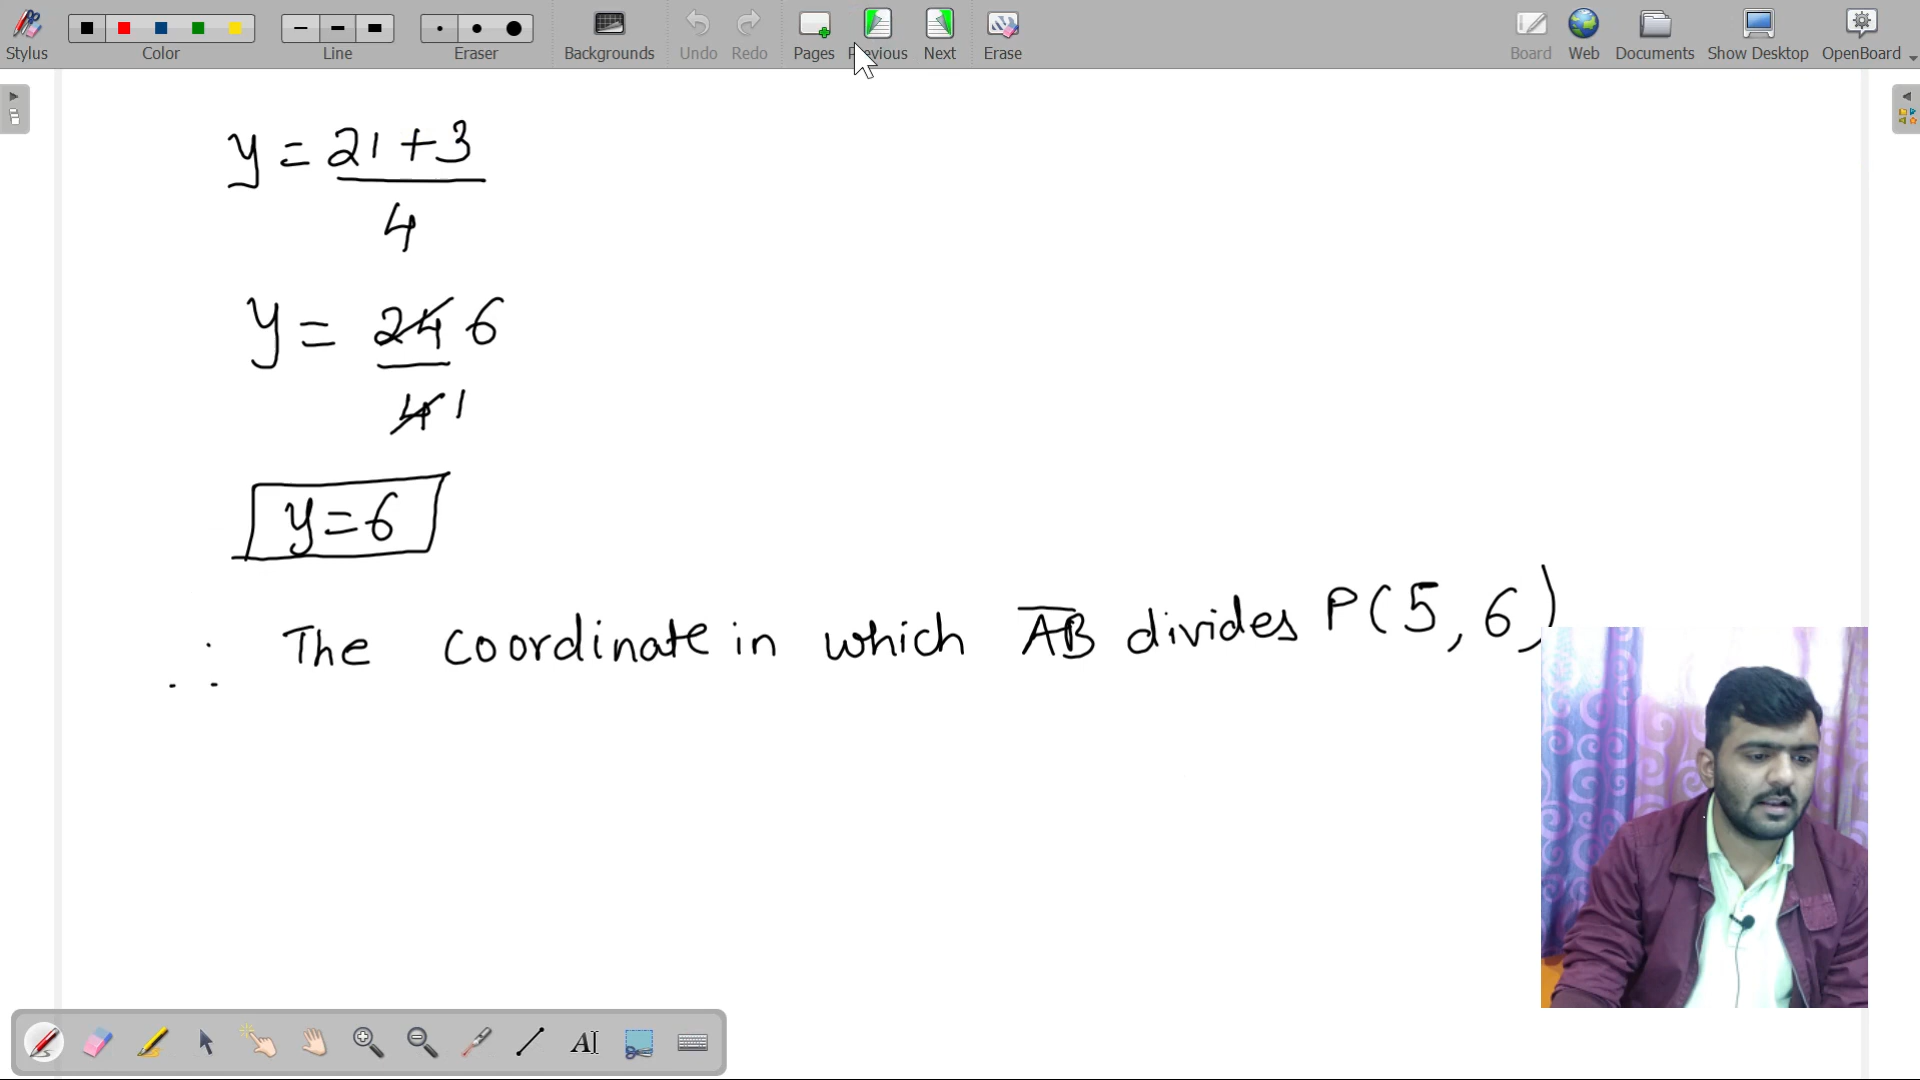 Stylus Color Line Eraser Backgrounds Undo Redo Pages Previous Next Erase Board Web Documents Show Desktop OpenBoard
y = 21 + 3
4
y = 24 6
4 1
y = 6
∴ The coordinate in which AB divides P(5, 6)
AI